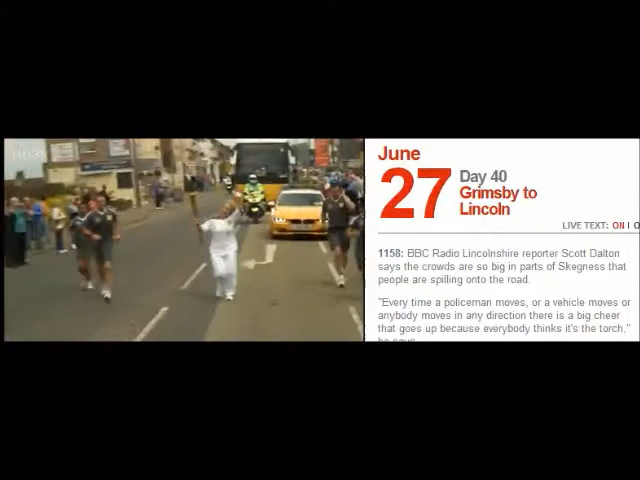 June
27
Day 40
Grimsby to
Lincoln
LIVE TEXT: ON | O
1158: BBC Radio Lincolnshire reporter Scott Dalton
says the crowds are so big in parts of Skegness that
people are spilling onto the road.
"Every time a policeman moves, or a vehicle moves or
anybody moves in any direction there is a big cheer
that goes up because everybody thinks it's the torch,"
he says